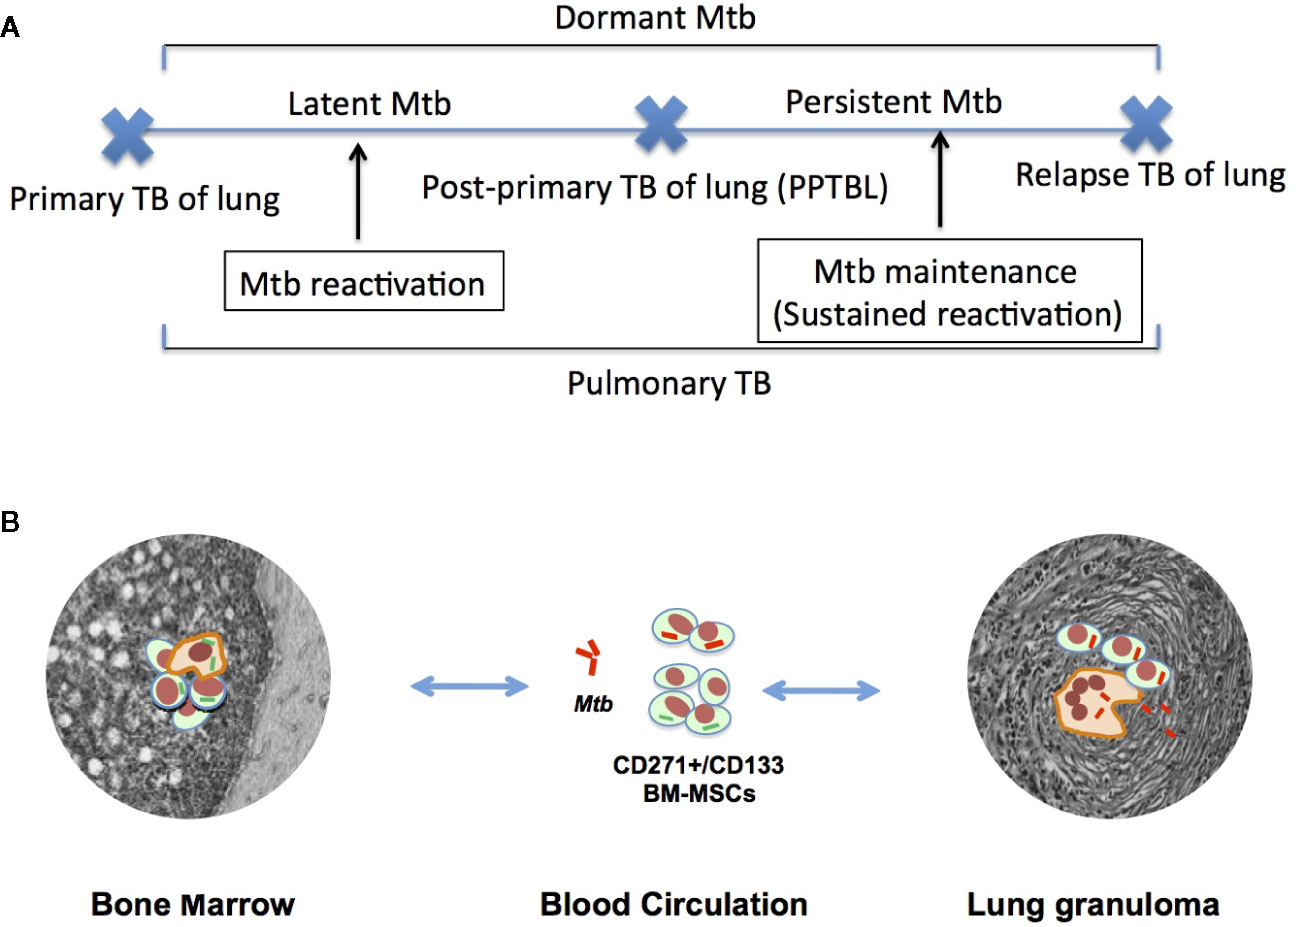 A
Dormant Mtb
Latent Mtb
Persistent Mtb
Primary TB of lung
Post-primary TB of lung (PPTBL)
Relapse TB of lung
Mtb reactivation
Mtb maintenance
(Sustained reactivation)
Pulmonary TB
B
Mtb
CD271+/CD133
BM-MSCs
Bone Marrow
Blood Circulation
Lung granuloma